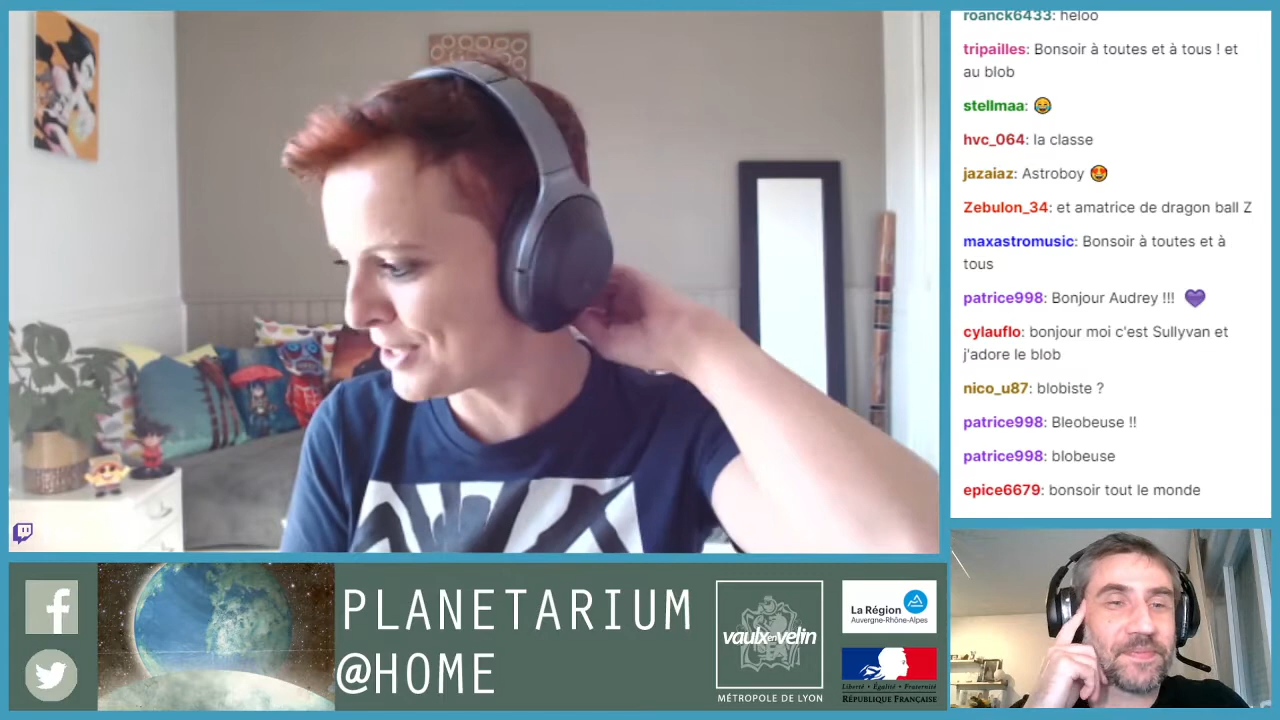 roanck6433: heloo
tripailles: Bonsoir à toutes et à tous ! et
au blob
stellmaa: 😂
hvc_064: la classe
jazaiaz: Astroboy 😍
Zebulon_34: et amatrice de dragon ball Z
maxastromusic: Bonsoir à toutes et à
tous
patrice998: Bonjour Audrey !!! 💜
cylauflo: bonjour moi c'est Sullyvan et
j'adore le blob
nico_u87: blobiste ?
patrice998: Bleobeuse !!
patrice998: blobeuse
epice6679: bonsoir tout le monde
PLANETARIUM
@HOME
vaulx en velin
MÉTROPOLE DE LYON
La Région
Auvergne-Rhône-Alpes
Liberté • Égalité • Fraternité
RÉPUBLIQUE FRANÇAISE